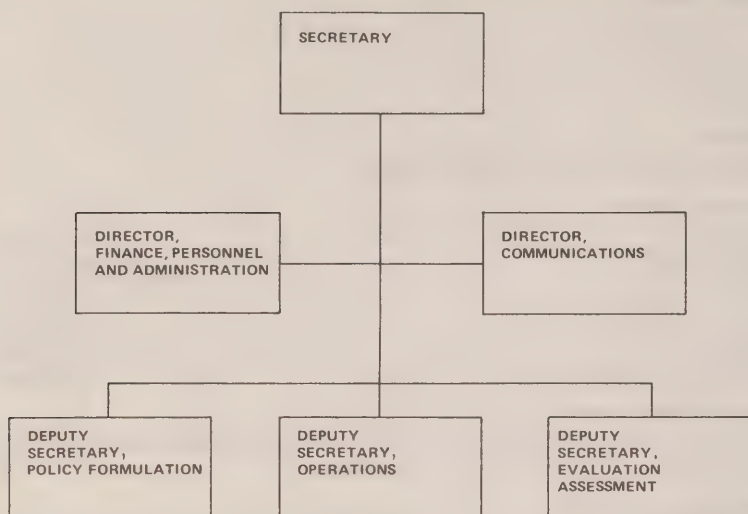 SECRETARY
DIRECTOR,
FINANCE, PERSONNEL
AND ADMINISTRATION
DIRECTOR,
COMMUNICATIONS
DEPUTY
SECRETARY,
POLICY FORMULATION
DEPUTY
SECRETARY,
OPERATIONS
DEPUTY
SECRETARY,
EVALUATION
ASSESSMENT